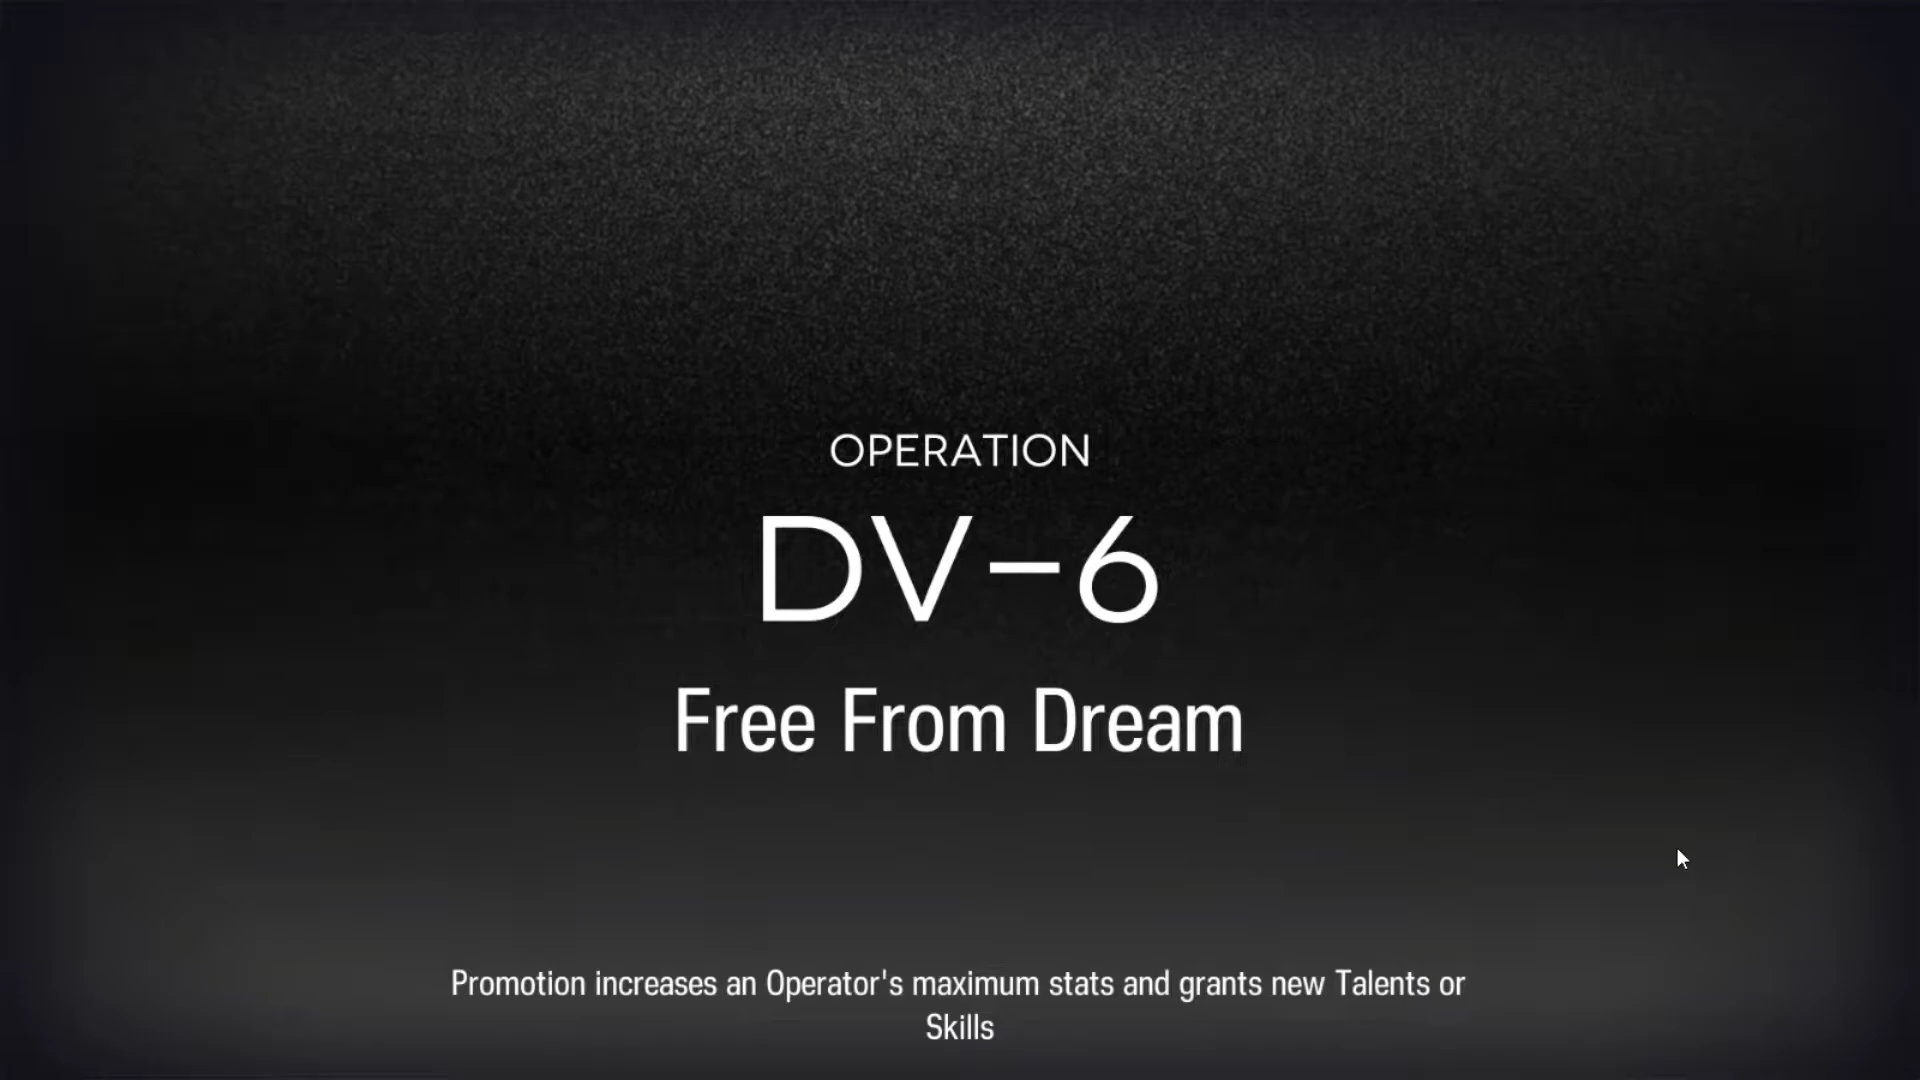 OPERATION
DV-6
Free From Dream
Promotion increases an Operator's maximum stats and grants new Talents or
Skills